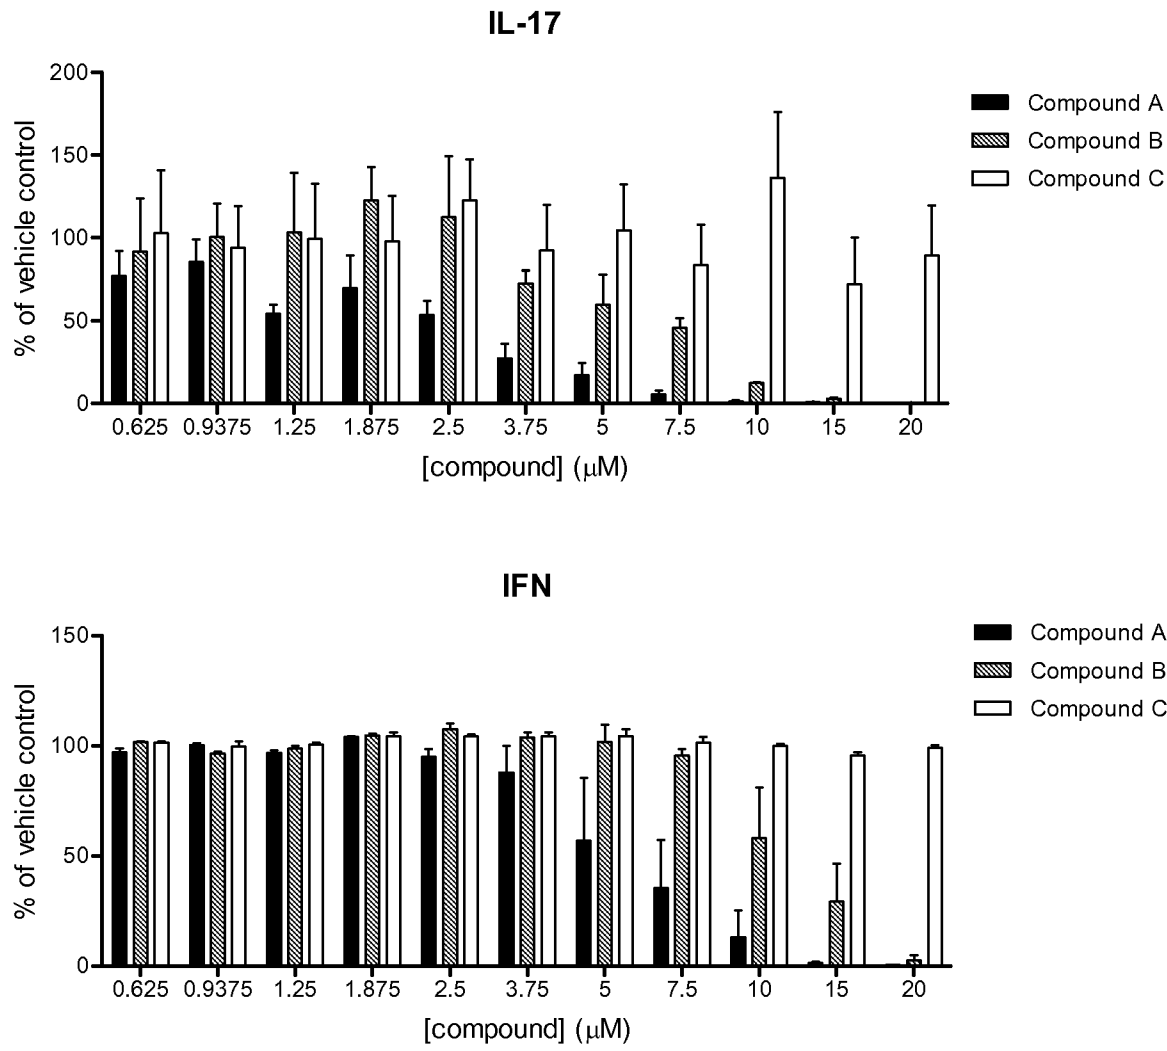 IL-17
200
150
100
50
0
% of vehicle control
0.625 0.9375 1.25 1.875 2.5 3.75 5 7.5 10 15 20
[compound] (μM)
Compound A
Compound B
Compound C
IFN
150
100
50
0
% of vehicle control
0.625 0.9375 1.25 1.875 2.5 3.75 5 7.5 10 15 20
[compound] (μM)
Compound A
Compound B
Compound C